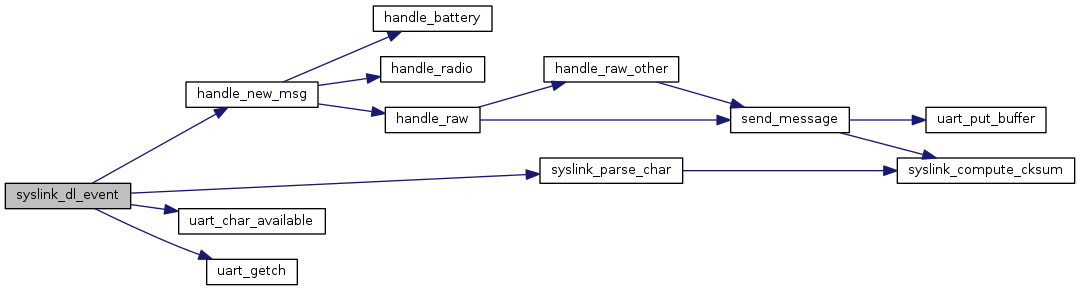 handle_battery
handle_radio
handle_raw_other
handle_new_msg
handle_raw
send_message
uart_put_buffer
syslink_parse_char
syslink_compute_cksum
syslink_dl_event
uart_char_available
uart_getch